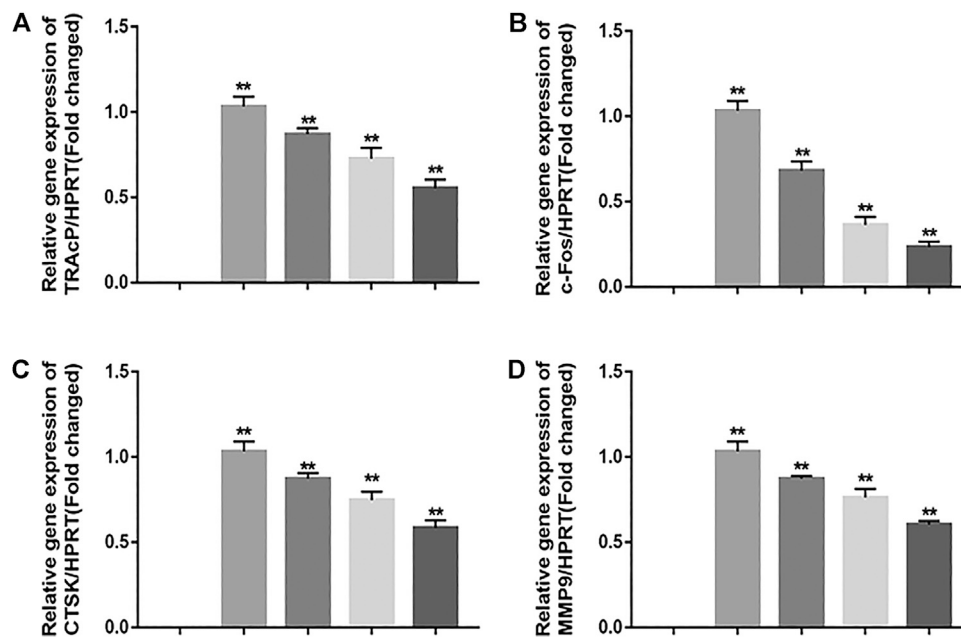 A
Relative gene expression of
TRAcP/HPRT(Fold changed)
1.5
1.0
0.5
0.0
**
**
**
**
B
Relative gene expression of
c-Fos/HPRT(Fold changed)
1.5
1.0
0.5
0.0
**
**
**
**
C
Relative gene expression of
CTSK/HPRT(Fold changed)
1.5
1.0
0.5
0.0
**
**
**
**
D
Relative gene expression of
MMP9/HPRT(Fold changed)
1.5
1.0
0.5
0.0
**
**
**
**